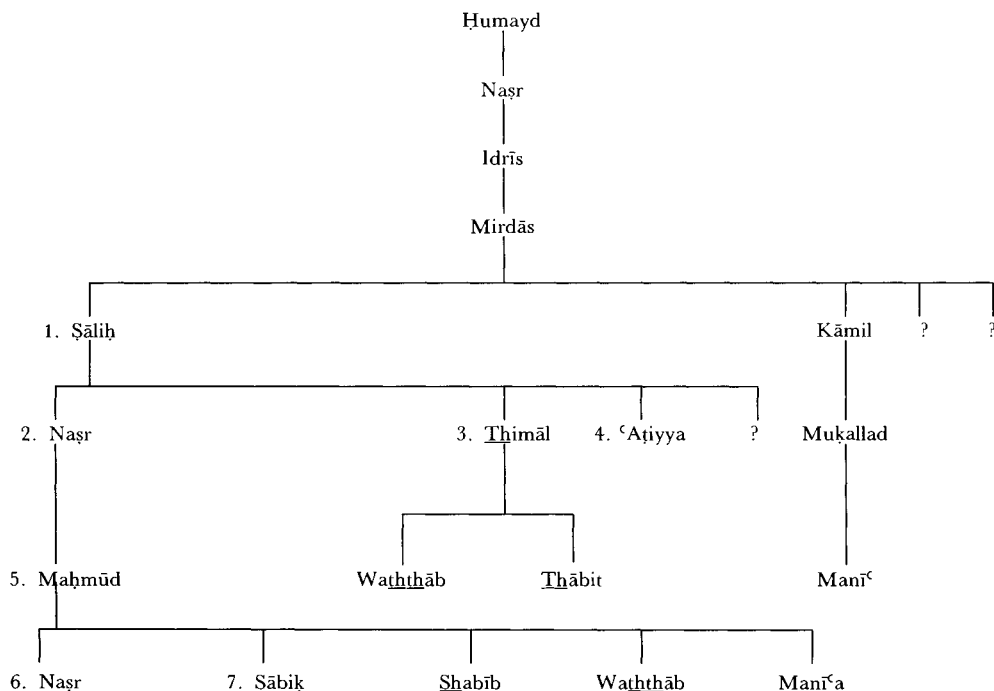 Ḥumayd
Naṣr
Idrīs
Mirdās
1. Ṣāliḥ Kāmil ? ?
2. Naṣr 3. Thimāl 4. ʿAṭiyya ? Muḳallad
5. Maḥmūd Waththāb Thābit Manīʿ
6. Naṣr 7. Sābiḳ Shabīb Waththāb Manīʿa